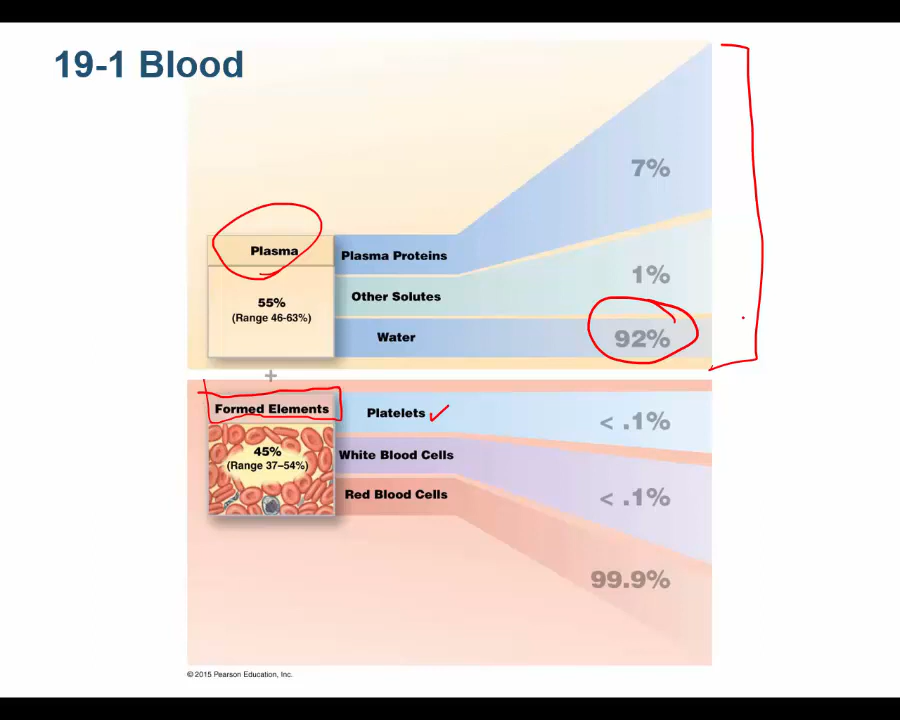 19-1 Blood
7%
Plasma
Plasma Proteins
1%
55%
(Range 46-63%)
Other Solutes
Water
92%
+
Formed Elements
Platelets
< .1%
45%
(Range 37–54%)
White Blood Cells
Red Blood Cells
< .1%
99.9%
© 2015 Pearson Education, Inc.